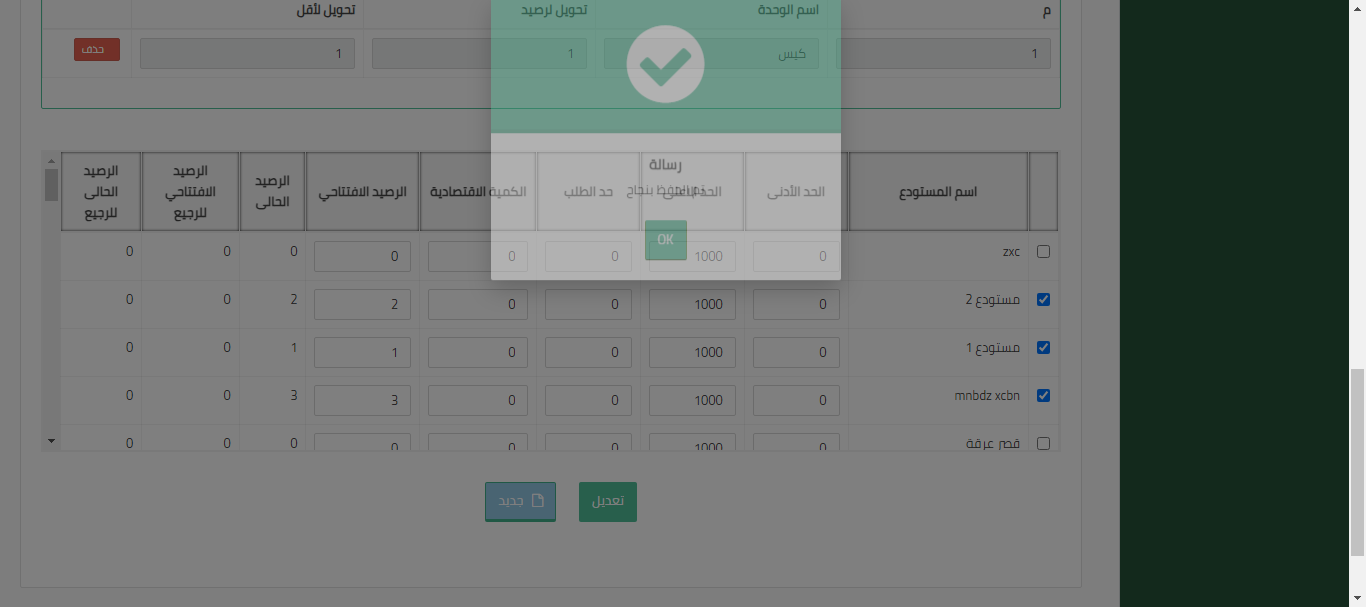 م اسم الوحدة تحويل لرصيد تحويل لأقل
1 كيس 1 1 حذف
اسم المستودع الحد الأدنى الحد الأقصى حد الطلب الكمية الاقتصادية الرصيد الافتتاحي الرصيد الحالى الرصيد الافتتاحي للرجيع الرصيد الحالى للرجيع
رسالة
تم الحفظ بنجاح
OK
zxc 0 1000 0 0 0 0 0 0
مستودع 2 0 1000 0 0 2 2 0 0
مستودع 1 0 1000 0 0 1 1 0 0
mnbdz xcbn 0 1000 0 0 3 3 0 0
قصر عرقة 0 1000 0 0 0 0 0 0
تعديل جديد